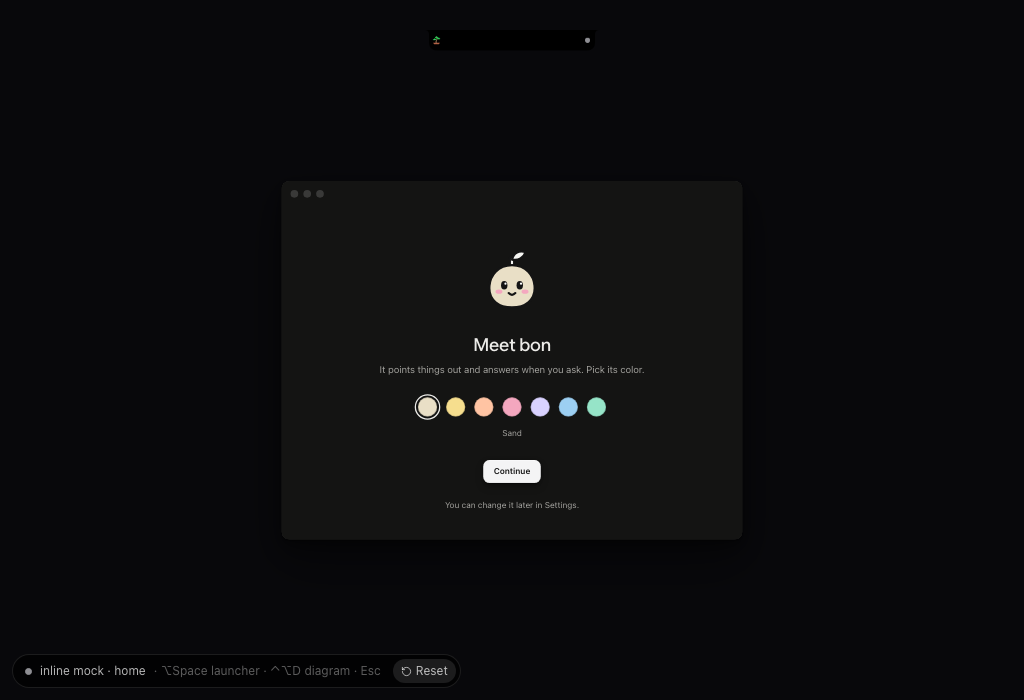 Meet bon
It points things out and answers when you ask. Pick its color.
Sand
Continue
You can change it later in Settings.
inline mock · home · ⌥Space launcher · ^⌥D diagram · Esc Reset